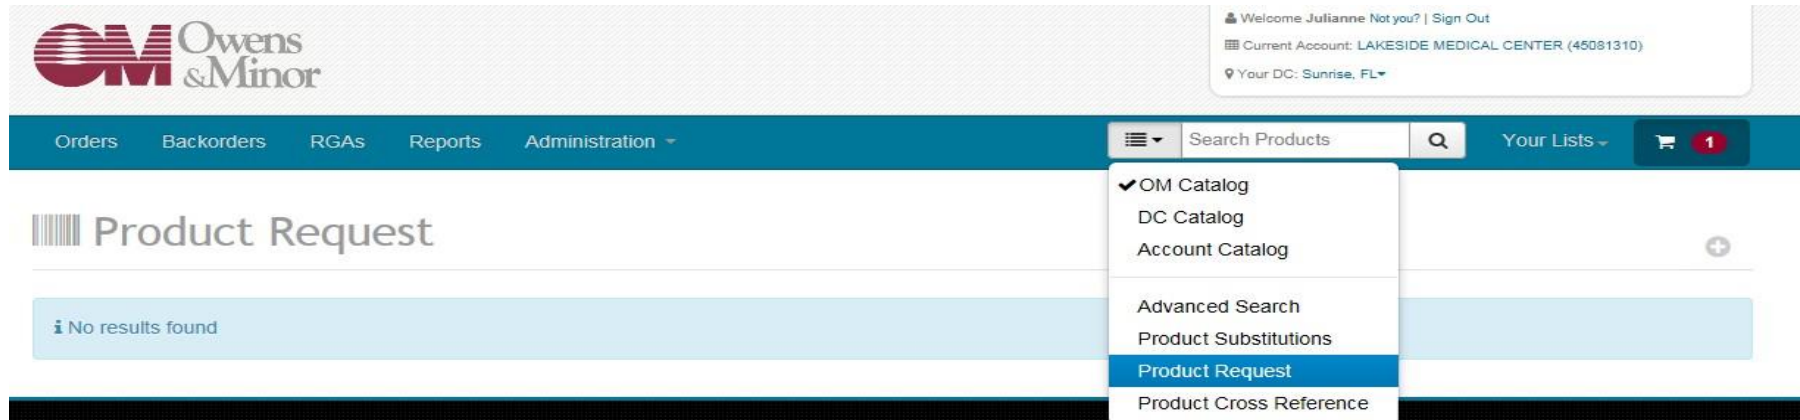 OM Owens
&Minor
Welcome Julianne Not you? | Sign Out
Current Account: LAKESIDE MEDICAL CENTER (45081310)
Your DC: Sunrise, FL
Orders Backorders RGAs Reports Administration Search Products Your Lists 1
OM Catalog
DC Catalog
Account Catalog
Product Request
Advanced Search
Product Substitutions
Product Request
Product Cross Reference
No results found